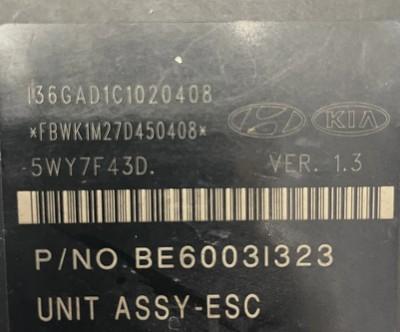 I36GAD1C1020408
*FBWK1M27D450408*
KIA
5WY7F43D. VER. 1.3
P/NO. BE6003I323
UNIT ASSY-ESC